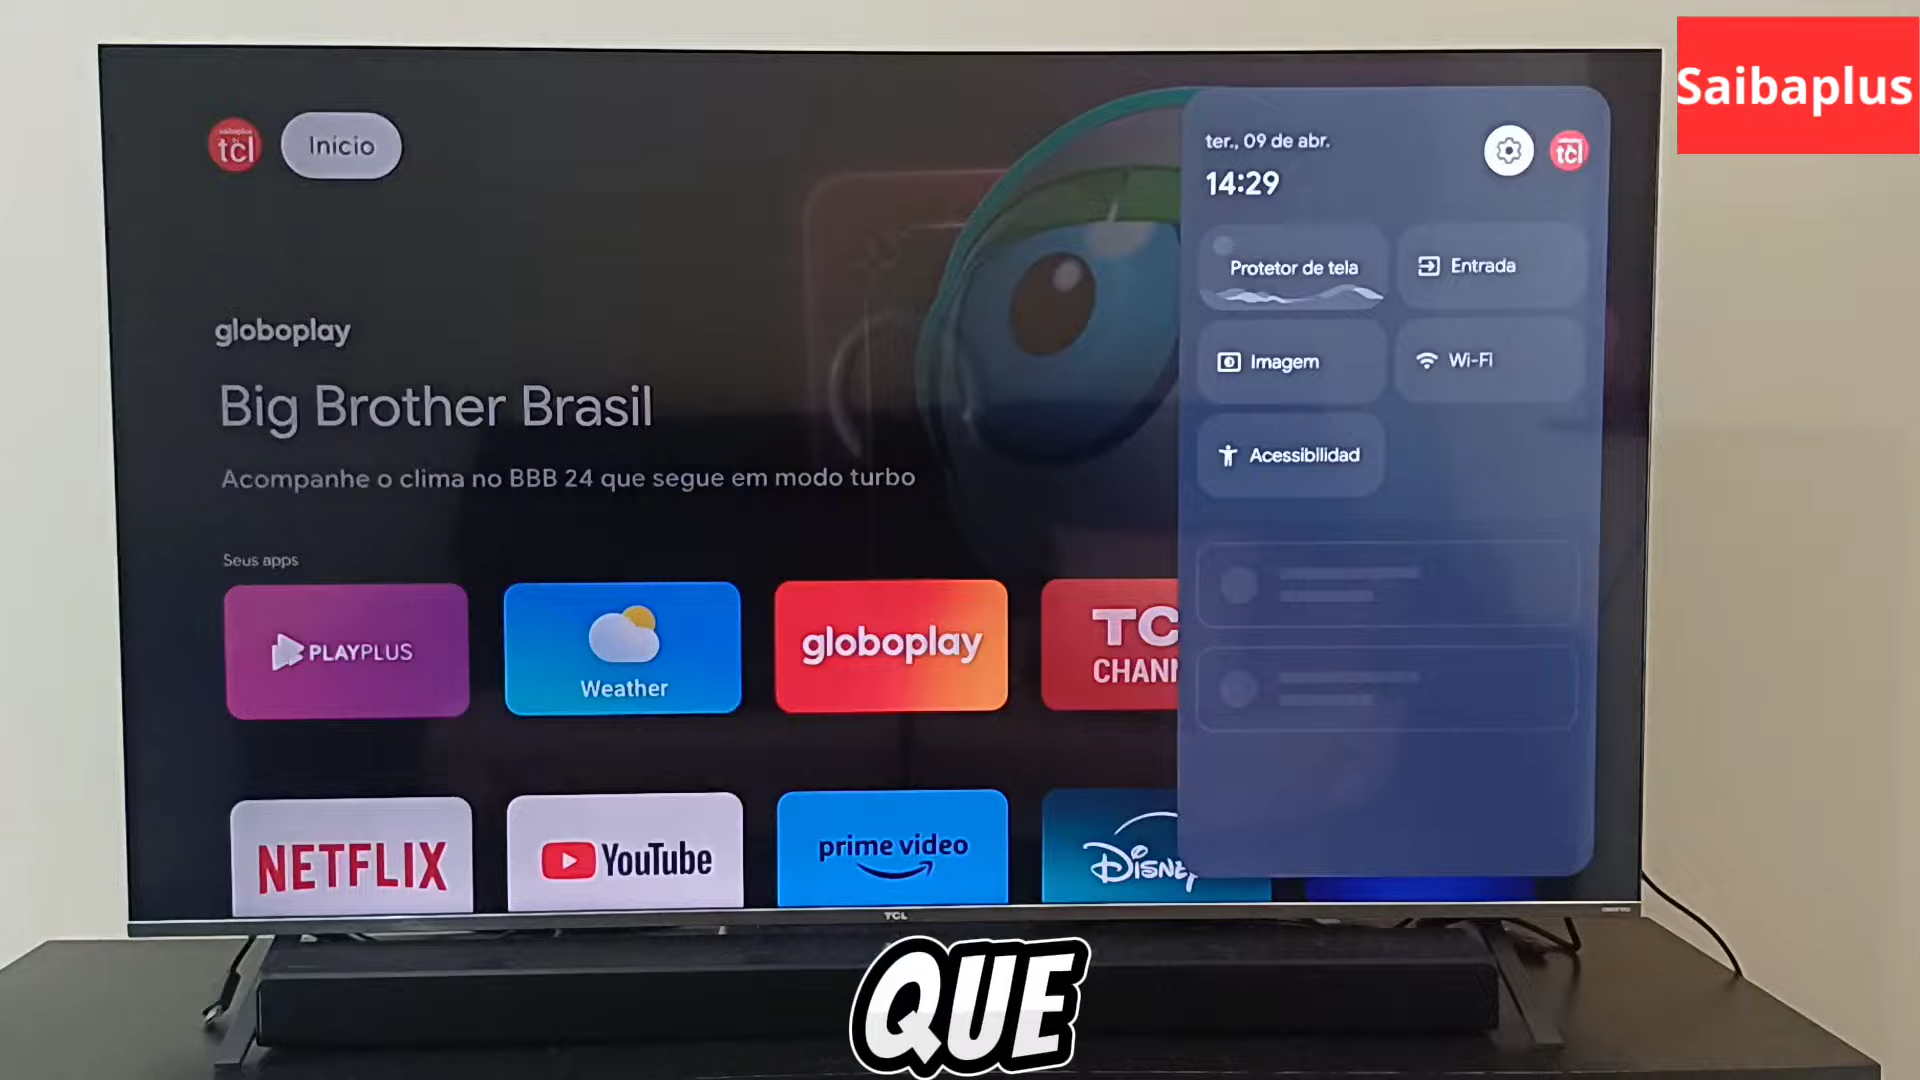 Saibaplus
saibaplus
tcl
Início
ter., 09 de abr.
14:29
tcl
Protetor de tela
Entrada
Imagem
Wi-Fi
Acessibilidad
globoplay
Big Brother Brasil
Acompanhe o clima no BBB 24 que segue em modo turbo
Seus apps
PLAYPLUS
Weather
globoplay
TC
CHANN
NETFLIX
YouTube
prime video
Disne
TCL
QUE